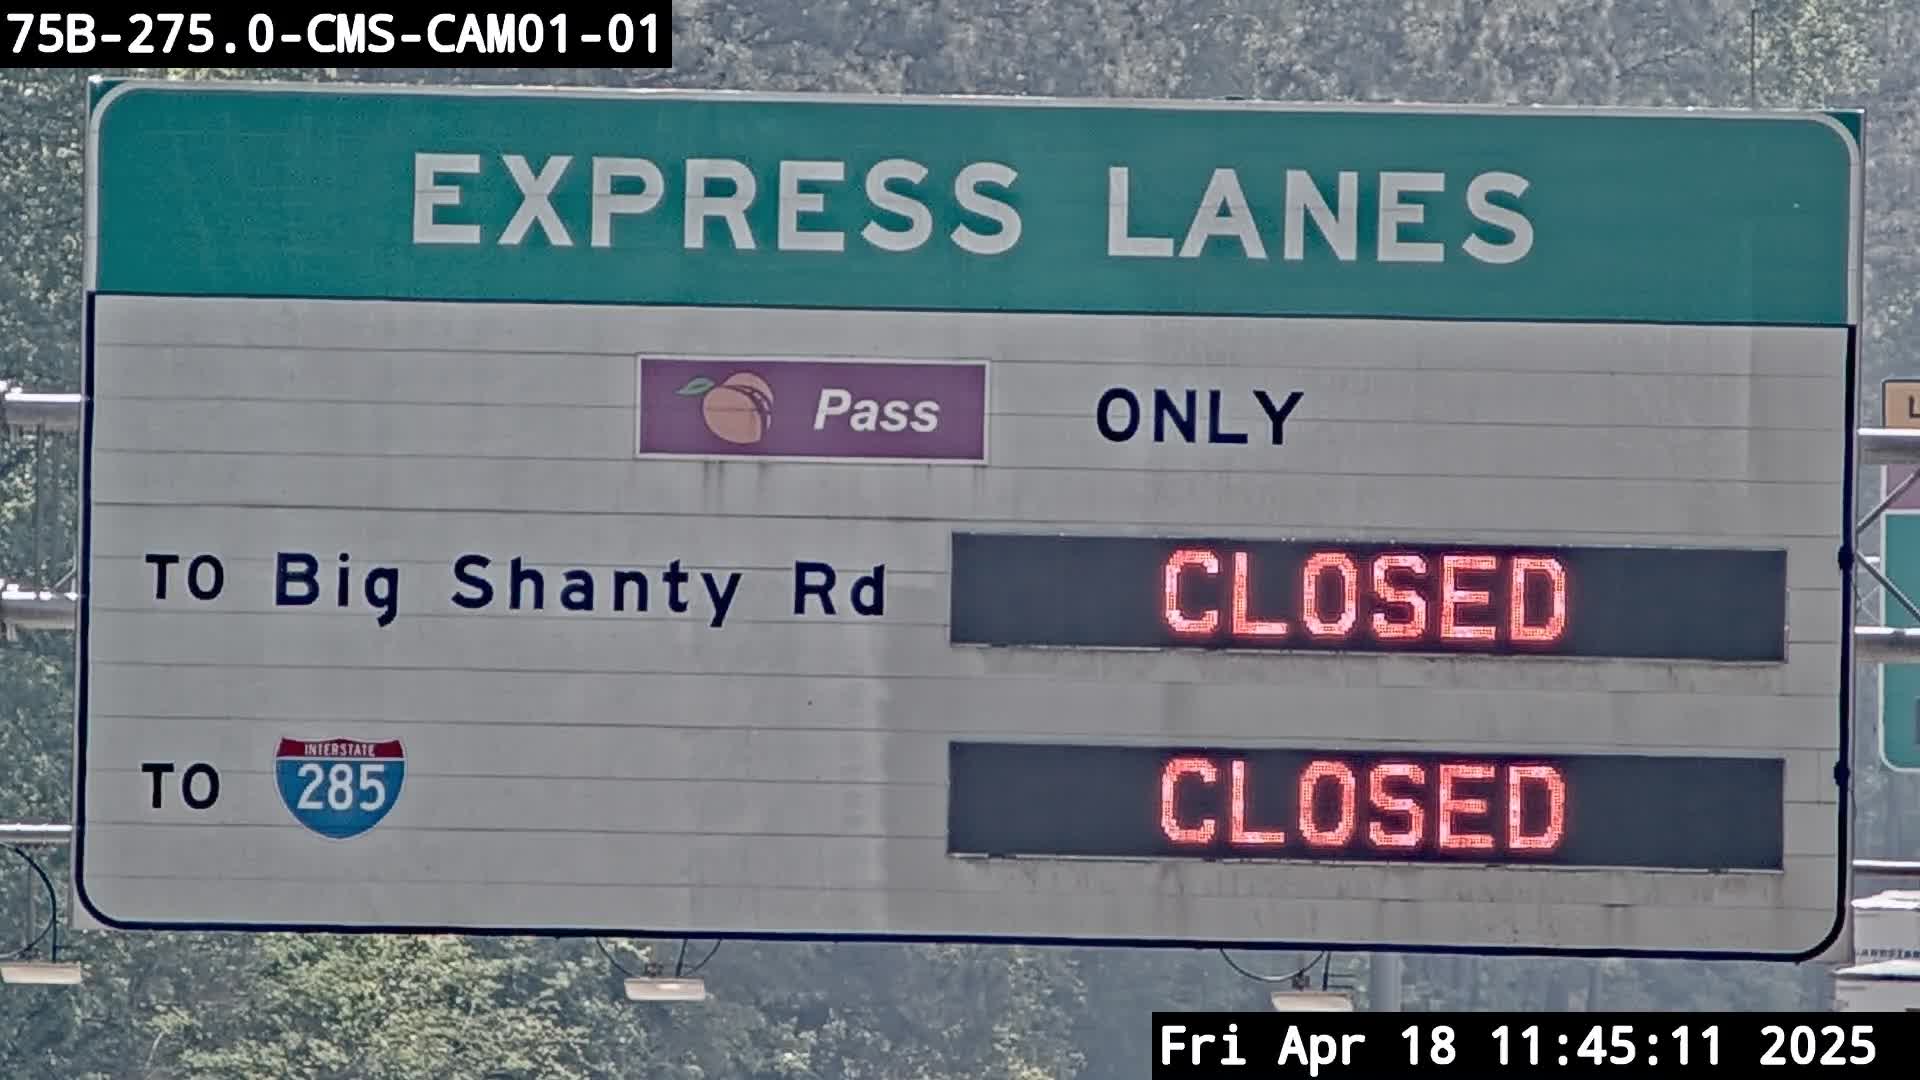 75B-275.0-CMS-CAM01-01
EXPRESS LANES
Pass ONLY
TO Big Shanty Rd CLOSED
TO INTERSTATE 285 CLOSED
Fri Apr 18 11:45:11 2025